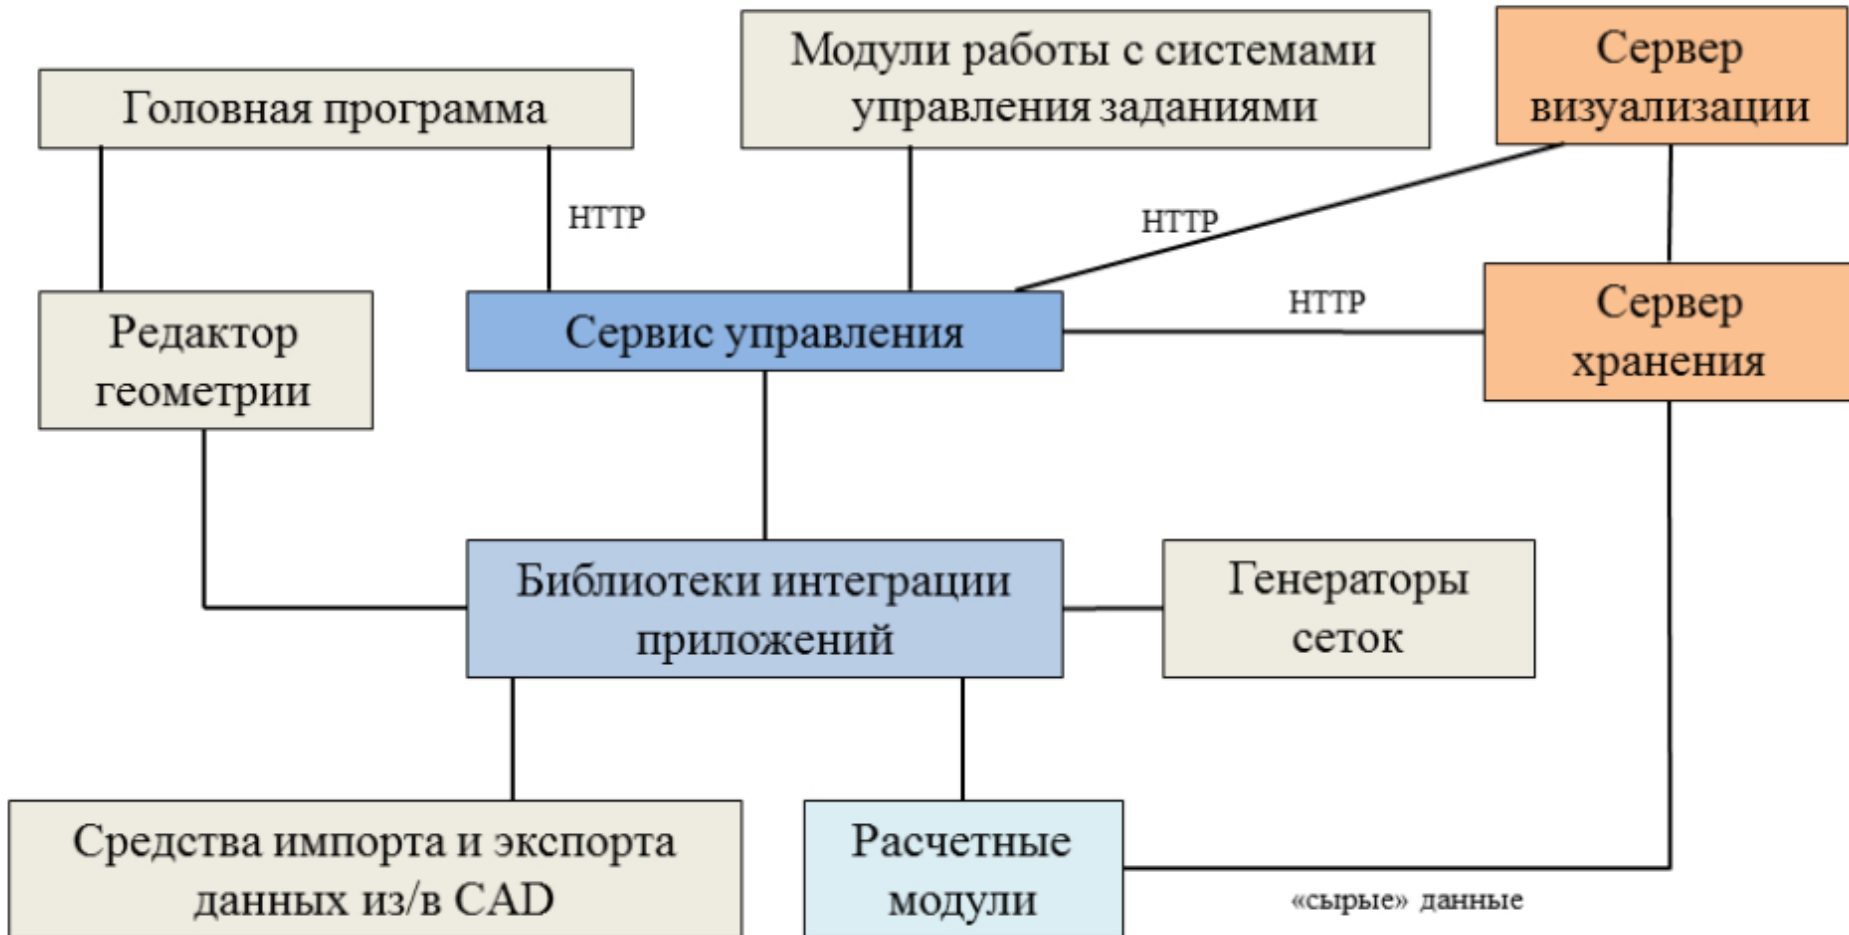 Головная программа
Модули работы с системами
управления заданиями
Сервер
визуализации
HTTP
HTTP
Редактор
геометрии
Сервис управления
HTTP
Сервер
хранения
Библиотеки интеграции
приложений
Генераторы
сеток
Средства импорта и экспорта
данных из/в CAD
Расчетные
модули
«сырые» данные